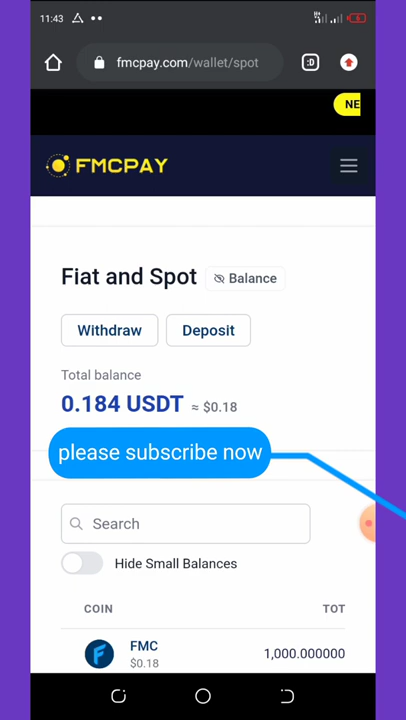 11:43
:D
fmcpay.com/wallet/spot
NE
FMCPAY
Fiat and Spot
Balance
Withdraw
Deposit
Total balance
0.184 USDT ≈ $0.18
please subscribe now
Search
Hide Small Balances
COIN
TOT
FMC
1,000.000000
$0.18